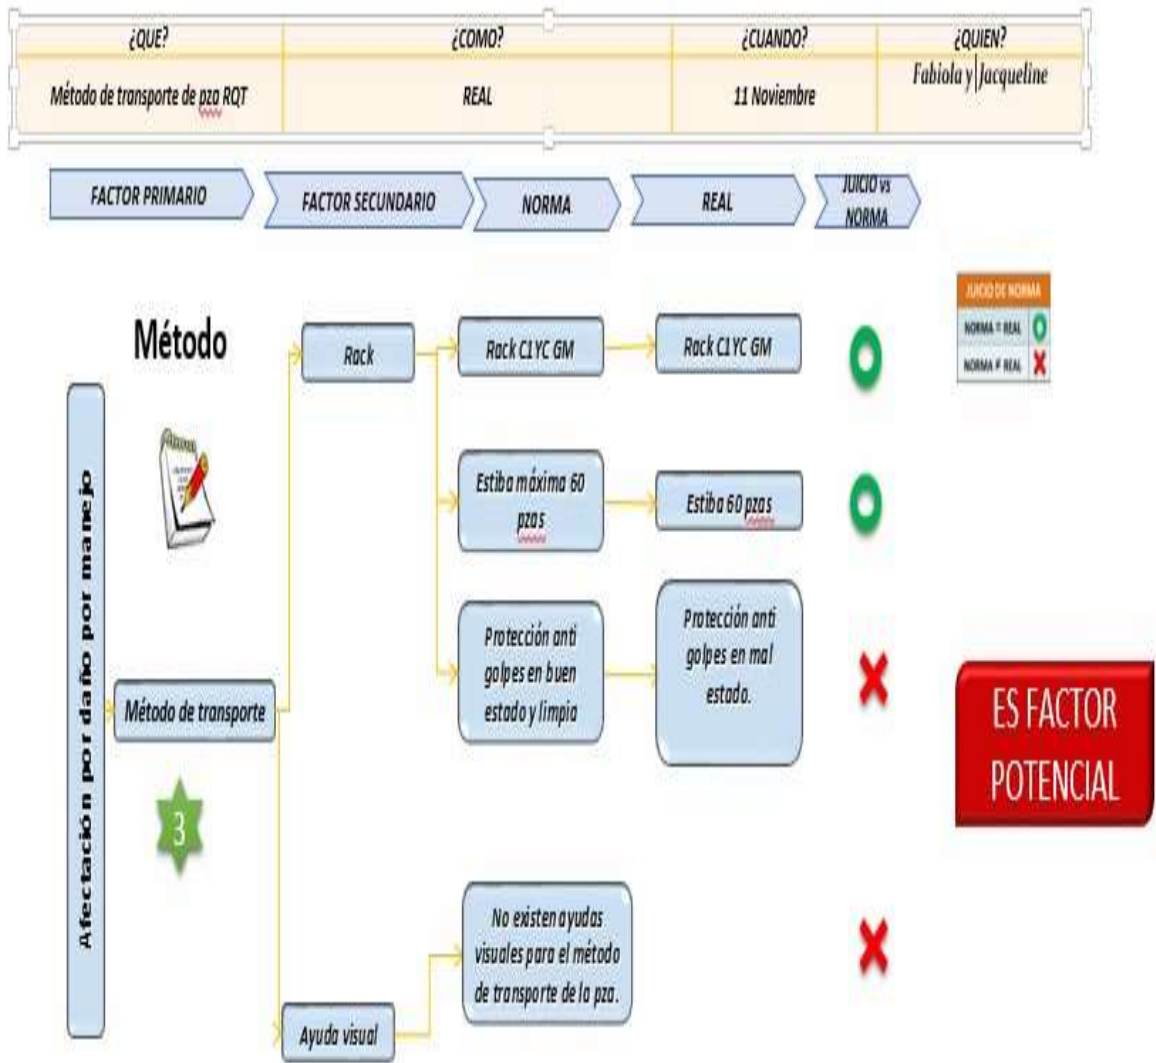 ¿QUE? ¿COMO? ¿CUANDO? ¿QUIEN?
Método de transporte de pza RQT REAL 11 Noviembre Fabiola y Jacqueline
FACTOR PRIMARIO FACTOR SECUNDARIO NORMA REAL JUICIO vs
NORMA
JUICIO DE NORMA
NORMA = REAL
NORMA ≠ REAL
Método
Rack
Rack C1YC GM
Rack C1YC GM
Estiba máxima 60
pzas
Estiba 60 pzas
Afectación por daño por manejo
Método de transporte
3
Protección anti
golpes en buen
estado y limpia
Protección anti
golpes en mal
estado.
ES FACTOR
POTENCIAL
Ayuda visual
No existen ayudas
visuales para el método
de transporte de la pza.